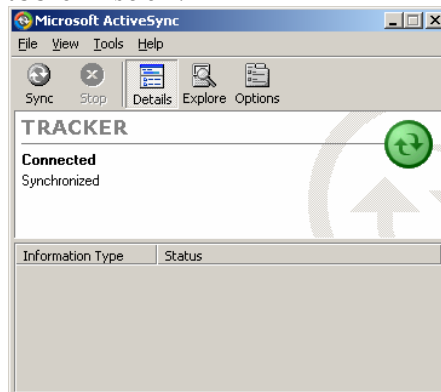 Microsoft ActiveSync
File View Tools Help
Sync Stop Details Explore Options
TRACKER
Connected
Synchronized
Information Type Status